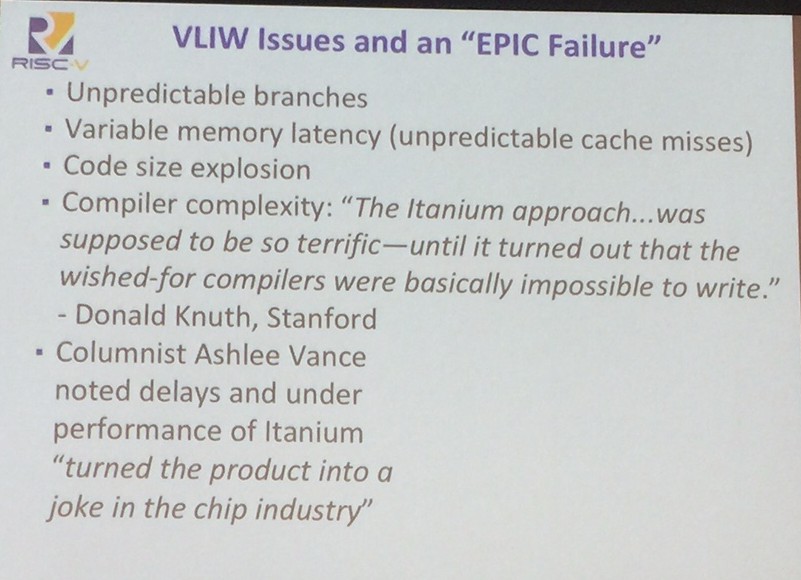 RISC-V
VLIW Issues and an “EPIC Failure”
▪ Unpredictable branches
▪ Variable memory latency (unpredictable cache misses)
▪ Code size explosion
▪ Compiler complexity: “The Itanium approach...was
supposed to be so terrific—until it turned out that the
wished-for compilers were basically impossible to write.”
- Donald Knuth, Stanford
▪ Columnist Ashlee Vance
noted delays and under
performance of Itanium
“turned the product into a
joke in the chip industry”